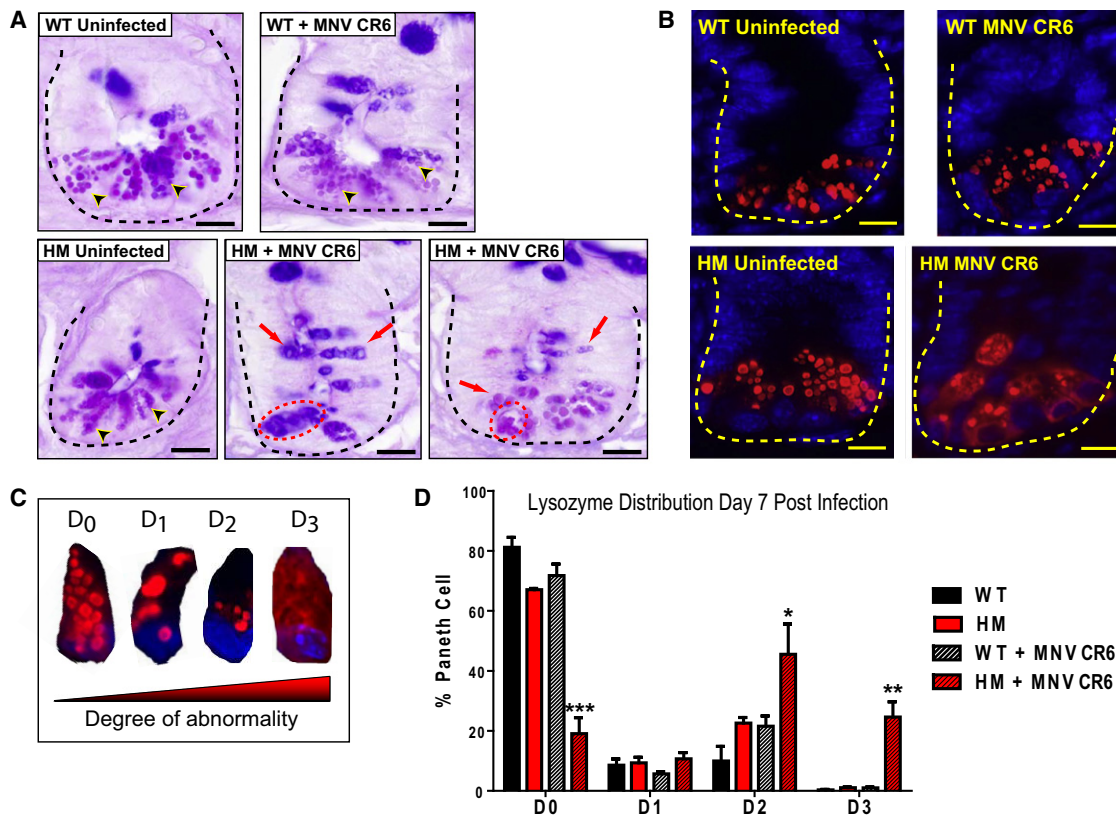 A
WT Uninfected
WT + MNV CR6
HM Uninfected
HM + MNV CR6
HM + MNV CR6
B
WT Uninfected
WT MNV CR6
HM Uninfected
HM MNV CR6
C
D0 D1 D2 D3
Degree of abnormality
D
Lysozyme Distribution Day 7 Post Infection
% Paneth Cell
100
80
60
40
20
0
***
*
**
D0 D1 D2 D3
WT
HM
WT + MNV CR6
HM + MNV CR6